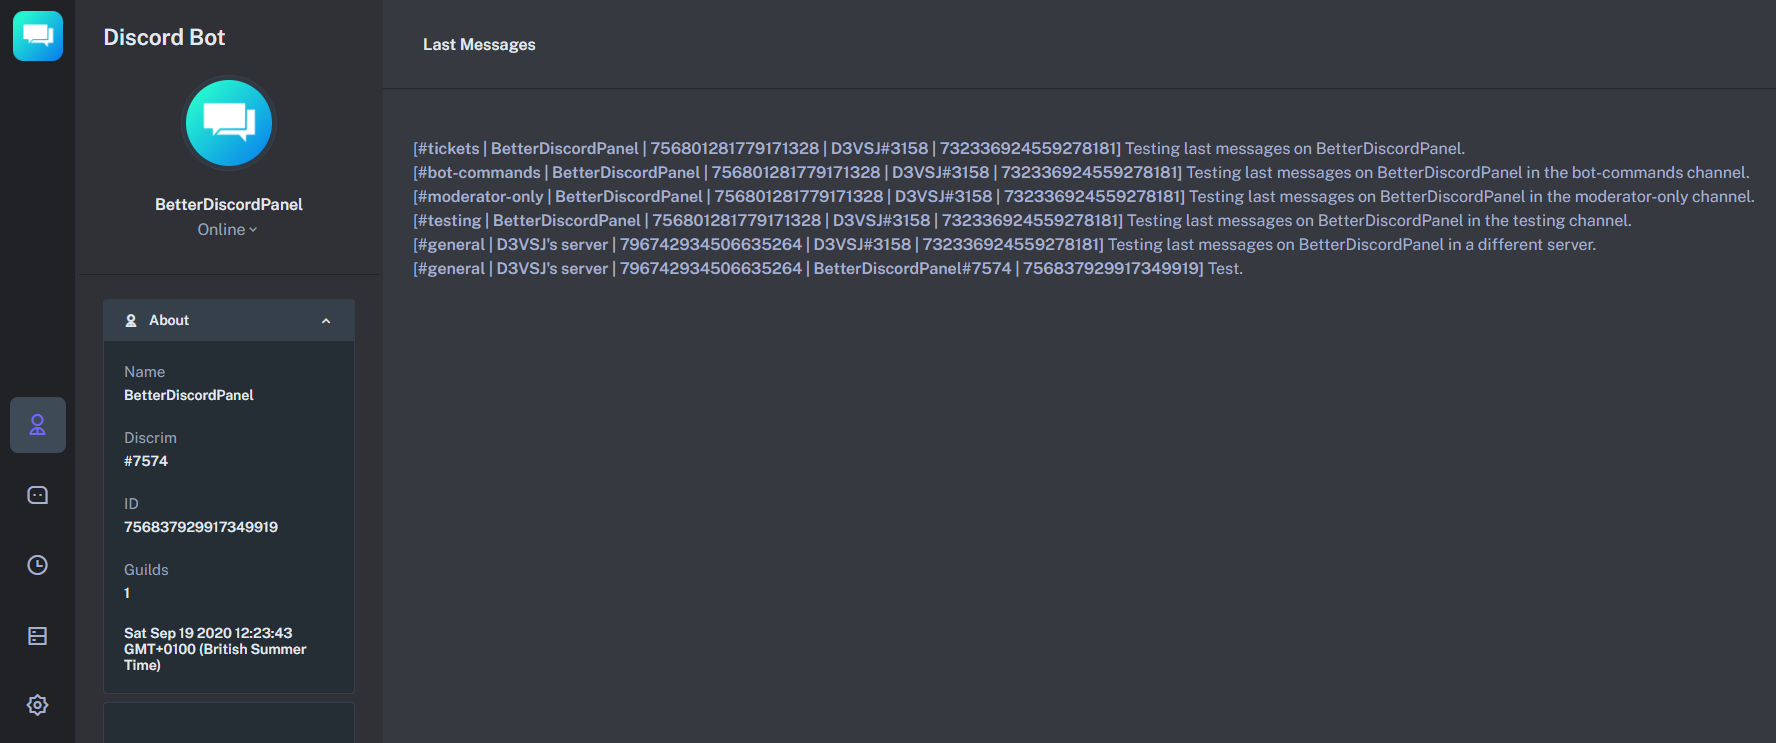 Discord Bot
BetterDiscordPanel
Online
About
Name
BetterDiscordPanel
Discrim
#7574
ID
756837929917349919
Guilds
1
Sat Sep 19 2020 12:23:43
GMT+0100 (British Summer
Time)
Last Messages
[#tickets | BetterDiscordPanel | 756801281779171328 | D3VSJ#3158 | 732336924559278181] Testing last messages on BetterDiscordPanel.
[#bot-commands | BetterDiscordPanel | 756801281779171328 | D3VSJ#3158 | 732336924559278181] Testing last messages on BetterDiscordPanel in the bot-commands channel.
[#moderator-only | BetterDiscordPanel | 756801281779171328 | D3VSJ#3158 | 732336924559278181] Testing last messages on BetterDiscordPanel in the moderator-only channel.
[#testing | BetterDiscordPanel | 756801281779171328 | D3VSJ#3158 | 732336924559278181] Testing last messages on BetterDiscordPanel in the testing channel.
[#general | D3VSJ's server | 796742934506635264 | D3VSJ#3158 | 732336924559278181] Testing last messages on BetterDiscordPanel in a different server.
[#general | D3VSJ's server | 796742934506635264 | BetterDiscordPanel#7574 | 756837929917349919] Test.